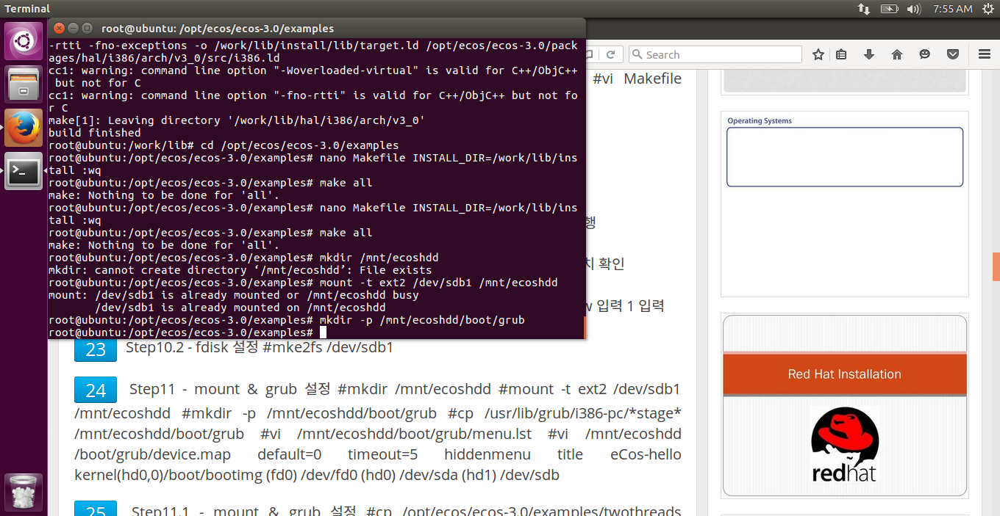 Terminal
7:55 AM
root@ubuntu: /opt/ecos/ecos-3.0/examples
-rtti -fno-exceptions -o /work/lib/install/lib/target.ld /opt/ecos/ecos-3.0/pack
ages/hal/i386/arch/v3_0/src/i386.ld
cc1: warning: command line option "-Woverloaded-virtual" is valid for C++/ObjC++
 but not for C
cc1: warning: command line option "-fno-rtti" is valid for C++/ObjC++ but not fo
r C
make[1]: Leaving directory '/work/lib/hal/i386/arch/v3_0'
build finished
root@ubuntu:/work/lib# cd /opt/ecos/ecos-3.0/examples
root@ubuntu:/opt/ecos/ecos-3.0/examples# nano Makefile INSTALL_DIR=/work/lib/ins
tall :wq
root@ubuntu:/opt/ecos/ecos-3.0/examples# make all
make: Nothing to be done for 'all'.
root@ubuntu:/opt/ecos/ecos-3.0/examples# nano Makefile INSTALL_DIR=/work/lib/ins
tall :wq
root@ubuntu:/opt/ecos/ecos-3.0/examples# make all
make: Nothing to be done for 'all'.
root@ubuntu:/opt/ecos/ecos-3.0/examples# mkdir /mnt/ecoshdd
mkdir: cannot create directory ‘/mnt/ecoshdd’: File exists
root@ubuntu:/opt/ecos/ecos-3.0/examples# mount -t ext2 /dev/sdb1 /mnt/ecoshdd
mount: /dev/sdb1 is already mounted or /mnt/ecoshdd busy
       /dev/sdb1 is already mounted on /mnt/ecoshdd
root@ubuntu:/opt/ecos/ecos-3.0/examples# mkdir -p /mnt/ecoshdd/boot/grub
root@ubuntu:/opt/ecos/ecos-3.0/examples#
Search
#vi Makefile
행
치 확인
w 입력 1 입력
23 Step10.2 - fdisk 설정 #mke2fs /dev/sdb1
24 Step11 - mount & grub 설정 #mkdir /mnt/ecoshdd #mount -t ext2 /dev/sdb1
/mnt/ecoshdd #mkdir -p /mnt/ecoshdd/boot/grub #cp /usr/lib/grub/i386-pc/*stage*
/mnt/ecoshdd/boot/grub #vi /mnt/ecoshdd/boot/grub/menu.lst #vi /mnt/ecoshdd
/boot/grub/device.map default=0 timeout=5 hiddenmenu title eCos-hello
kernel(hd0,0)/boot/bootimg (fd0) /dev/fd0 (hd0) /dev/sda (hd1) /dev/sdb
25 Step11.1 - mount & grub 설정 #cp /opt/ecos/ecos-3.0/examples/twothreads
Operating Systems
Red Hat Installation
redhat